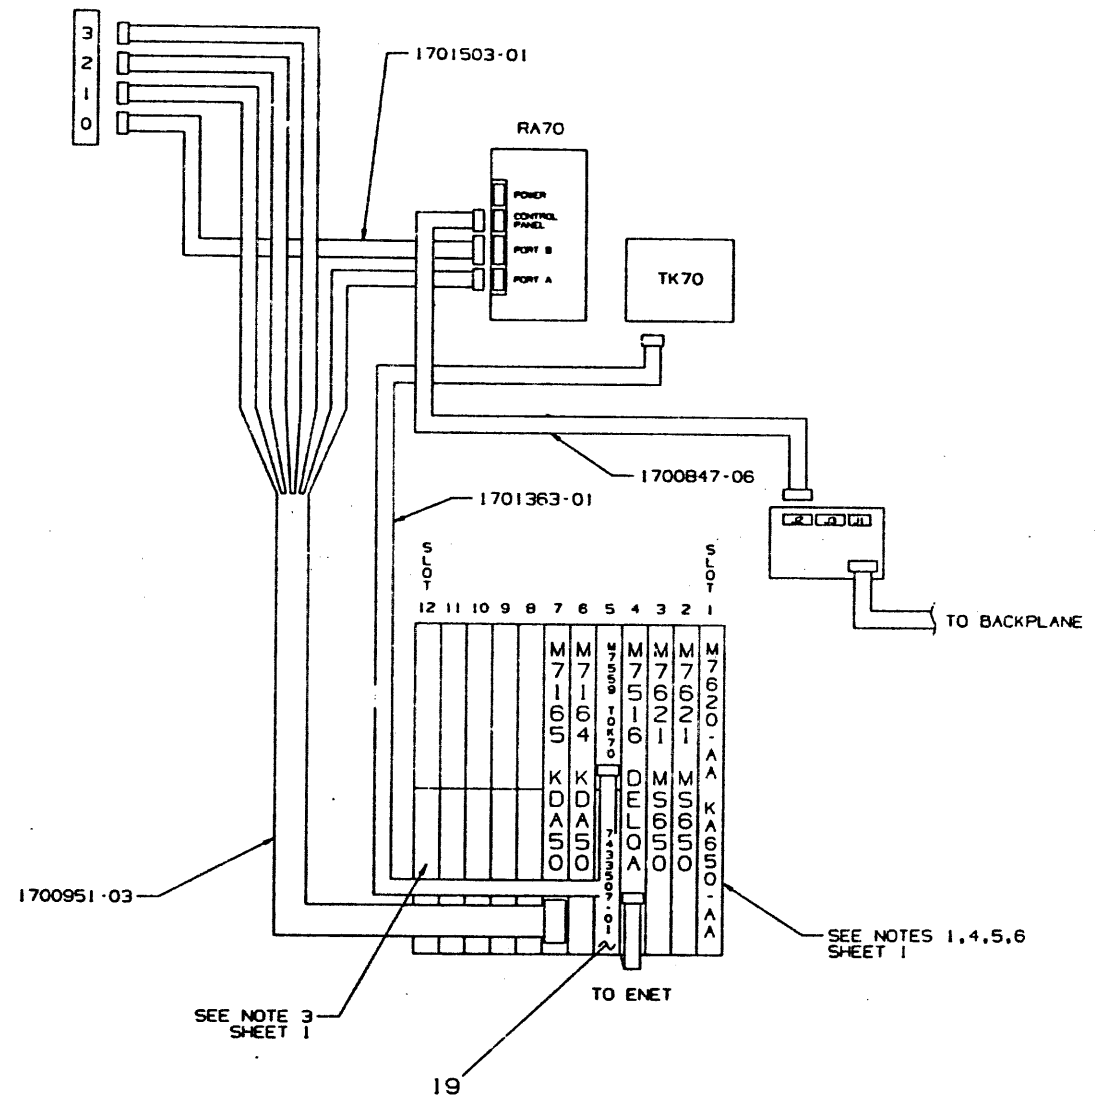 3
2
1
0
1701503-01
RA70
POWER
CONTROL
PANEL
PORT B
PORT A
TK70
1700847-06
1701363-01
J2 J3 J1
TO BACKPLANE
SLOT
SLOT
12 11 10 9 8 7 6 5 4 3 2 1
M7165 KDA50
M7164 KDA50
M7559 TQK70
7433507-01
M7516 DELQA
M7621 MS650
M7621 MS650
M7620-AA KA650-AA
1700951-03
SEE NOTES 1,4,5,6
SHEET 1
TO ENET
SEE NOTE 3
SHEET 1
19